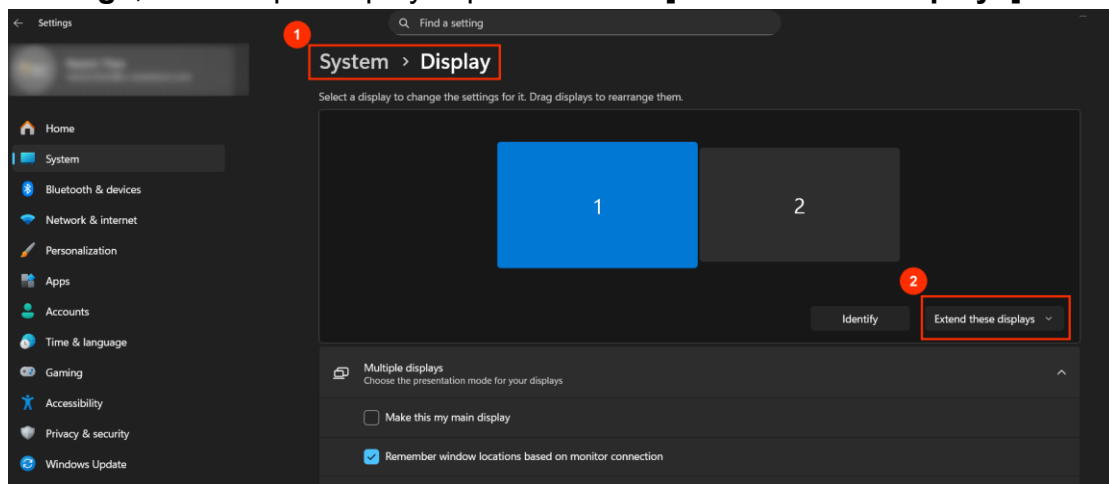 ← Settings
Find a setting
1
System > Display
Select a display to change the settings for it. Drag displays to rearrange them.
Home
System
Bluetooth & devices
Network & internet
Personalization
Apps
Accounts
Time & language
Gaming
Accessibility
Privacy & security
Windows Update
1
2
2
Identify
Extend these displays
Multiple displays
Choose the presentation mode for your displays
Make this my main display
Remember window locations based on monitor connection